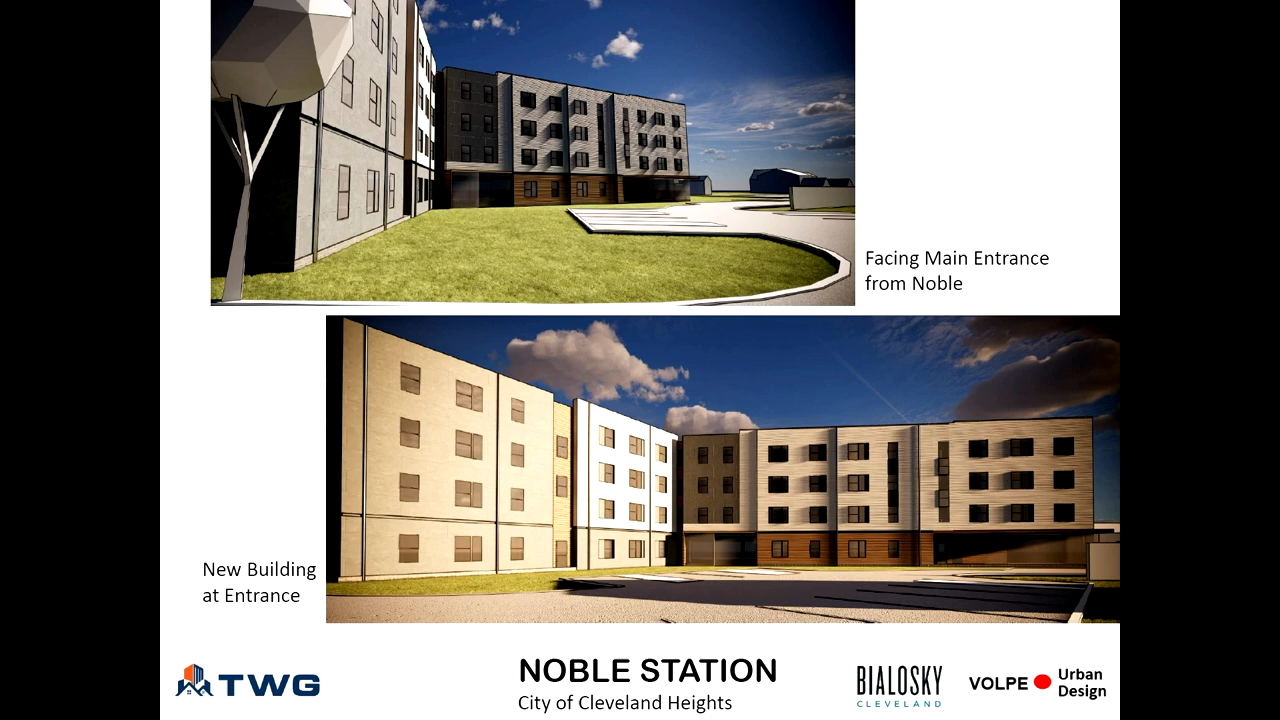 Facing Main Entrance
from Noble
New Building
at Entrance
TWG
NOBLE STATION
City of Cleveland Heights
BIALOSKY
CLEVELAND
VOLPE
Urban
Design